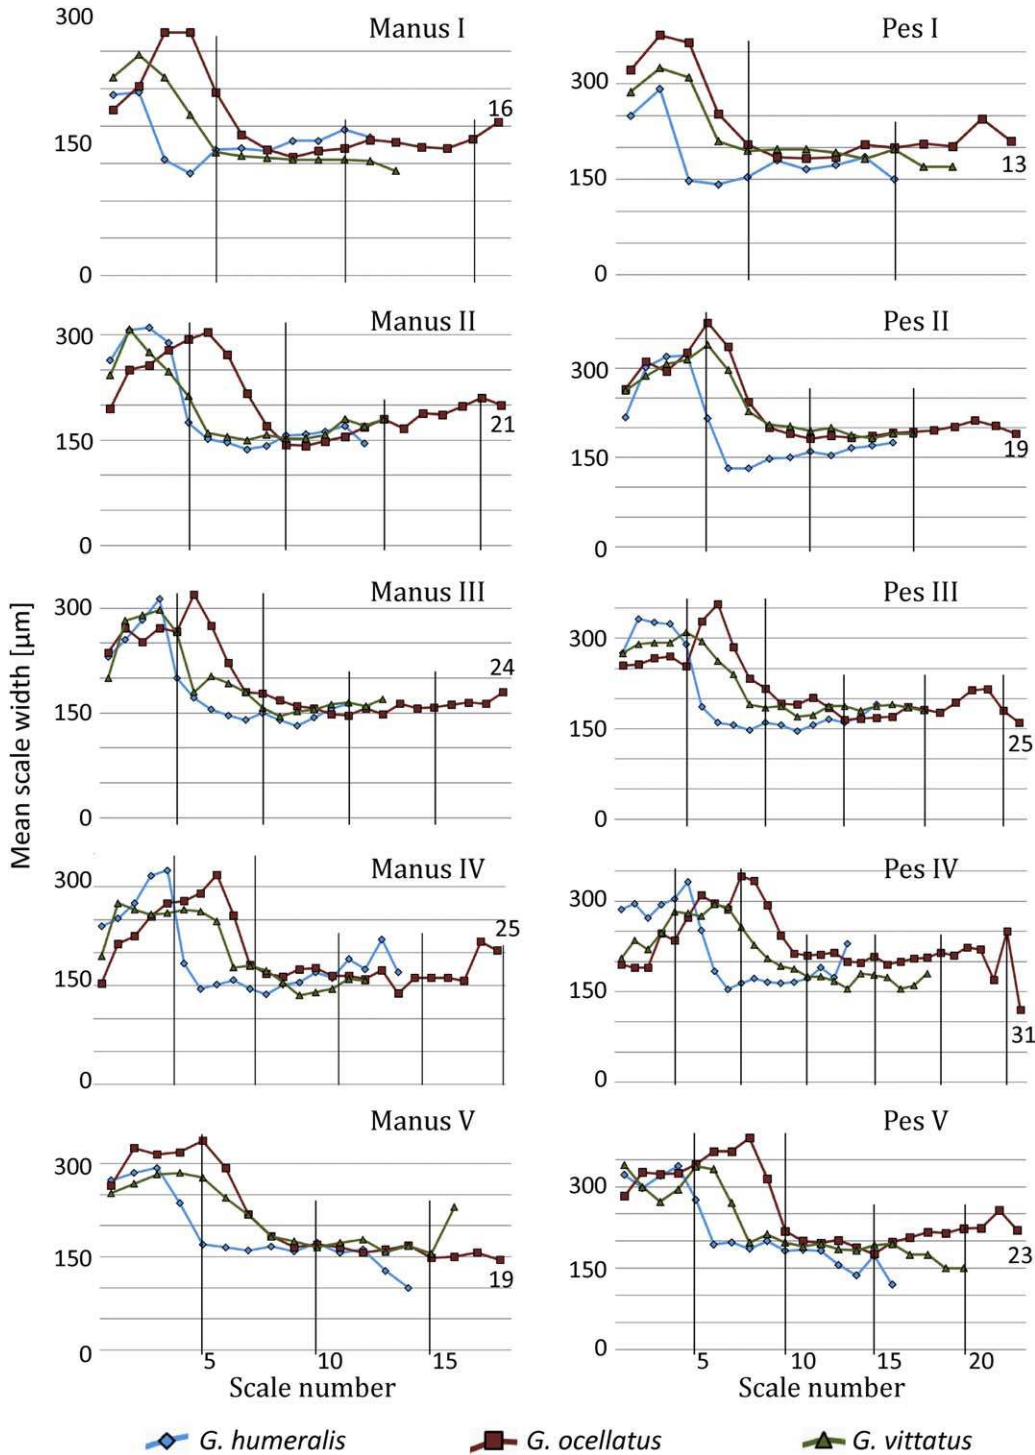 Mean scale width [µm]
Manus I
300
150
0
16
Pes I
300
150
0
13
Manus II
300
150
0
21
Pes II
300
150
0
19
Manus III
300
150
0
24
Pes III
300
150
0
25
Manus IV
300
150
0
25
Pes IV
300
150
0
31
Manus V
300
150
0
19
5 10 15
Scale number
Pes V
300
150
0
23
5 10 15 20
Scale number
G. humeralis G. ocellatus G. vittatus